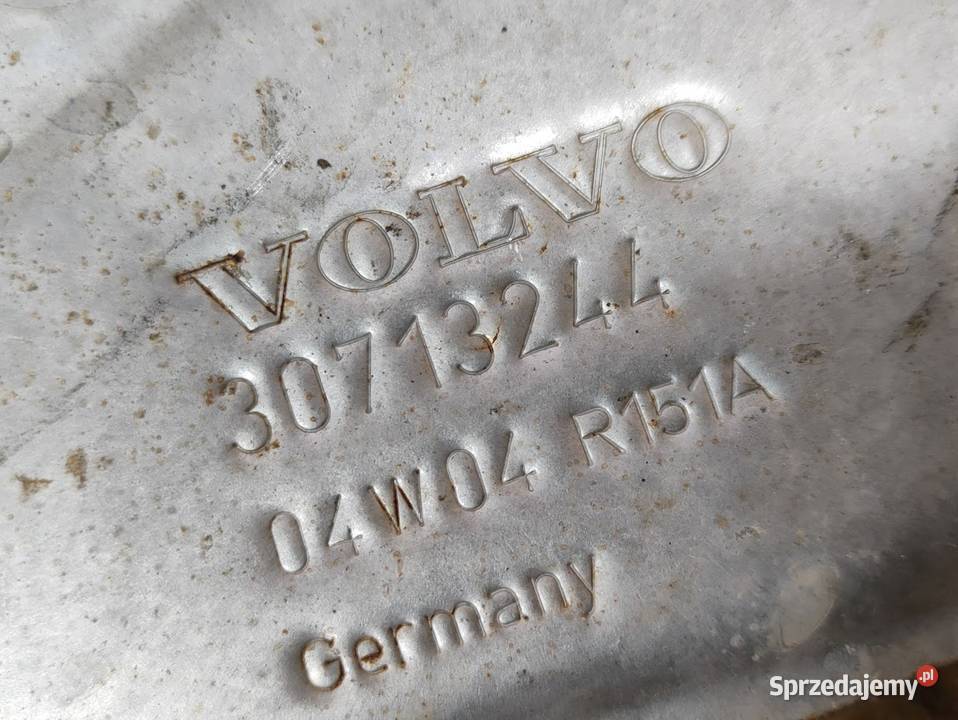 VOLVO
30713244
04W04 R151A
Germany
Sprzedajemy.pl